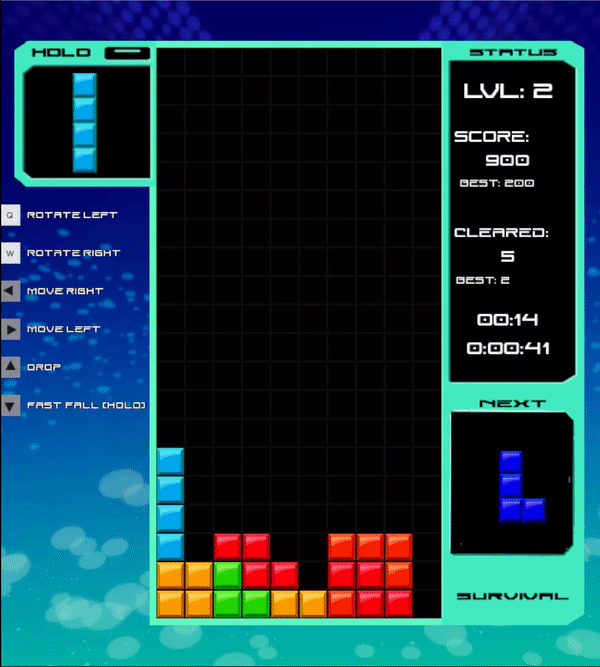 HOLD
Q ROTATE LEFT
W ROTATE RIGHT
MOVE RIGHT
MOVE LEFT
DROP
FAST FALL (HOLD)
STATUS
LVL: 2
SCORE:
900
BEST: 200
CLEARED:
5
BEST: 2
00:14
0:00:41
NEXT
SURVIVAL